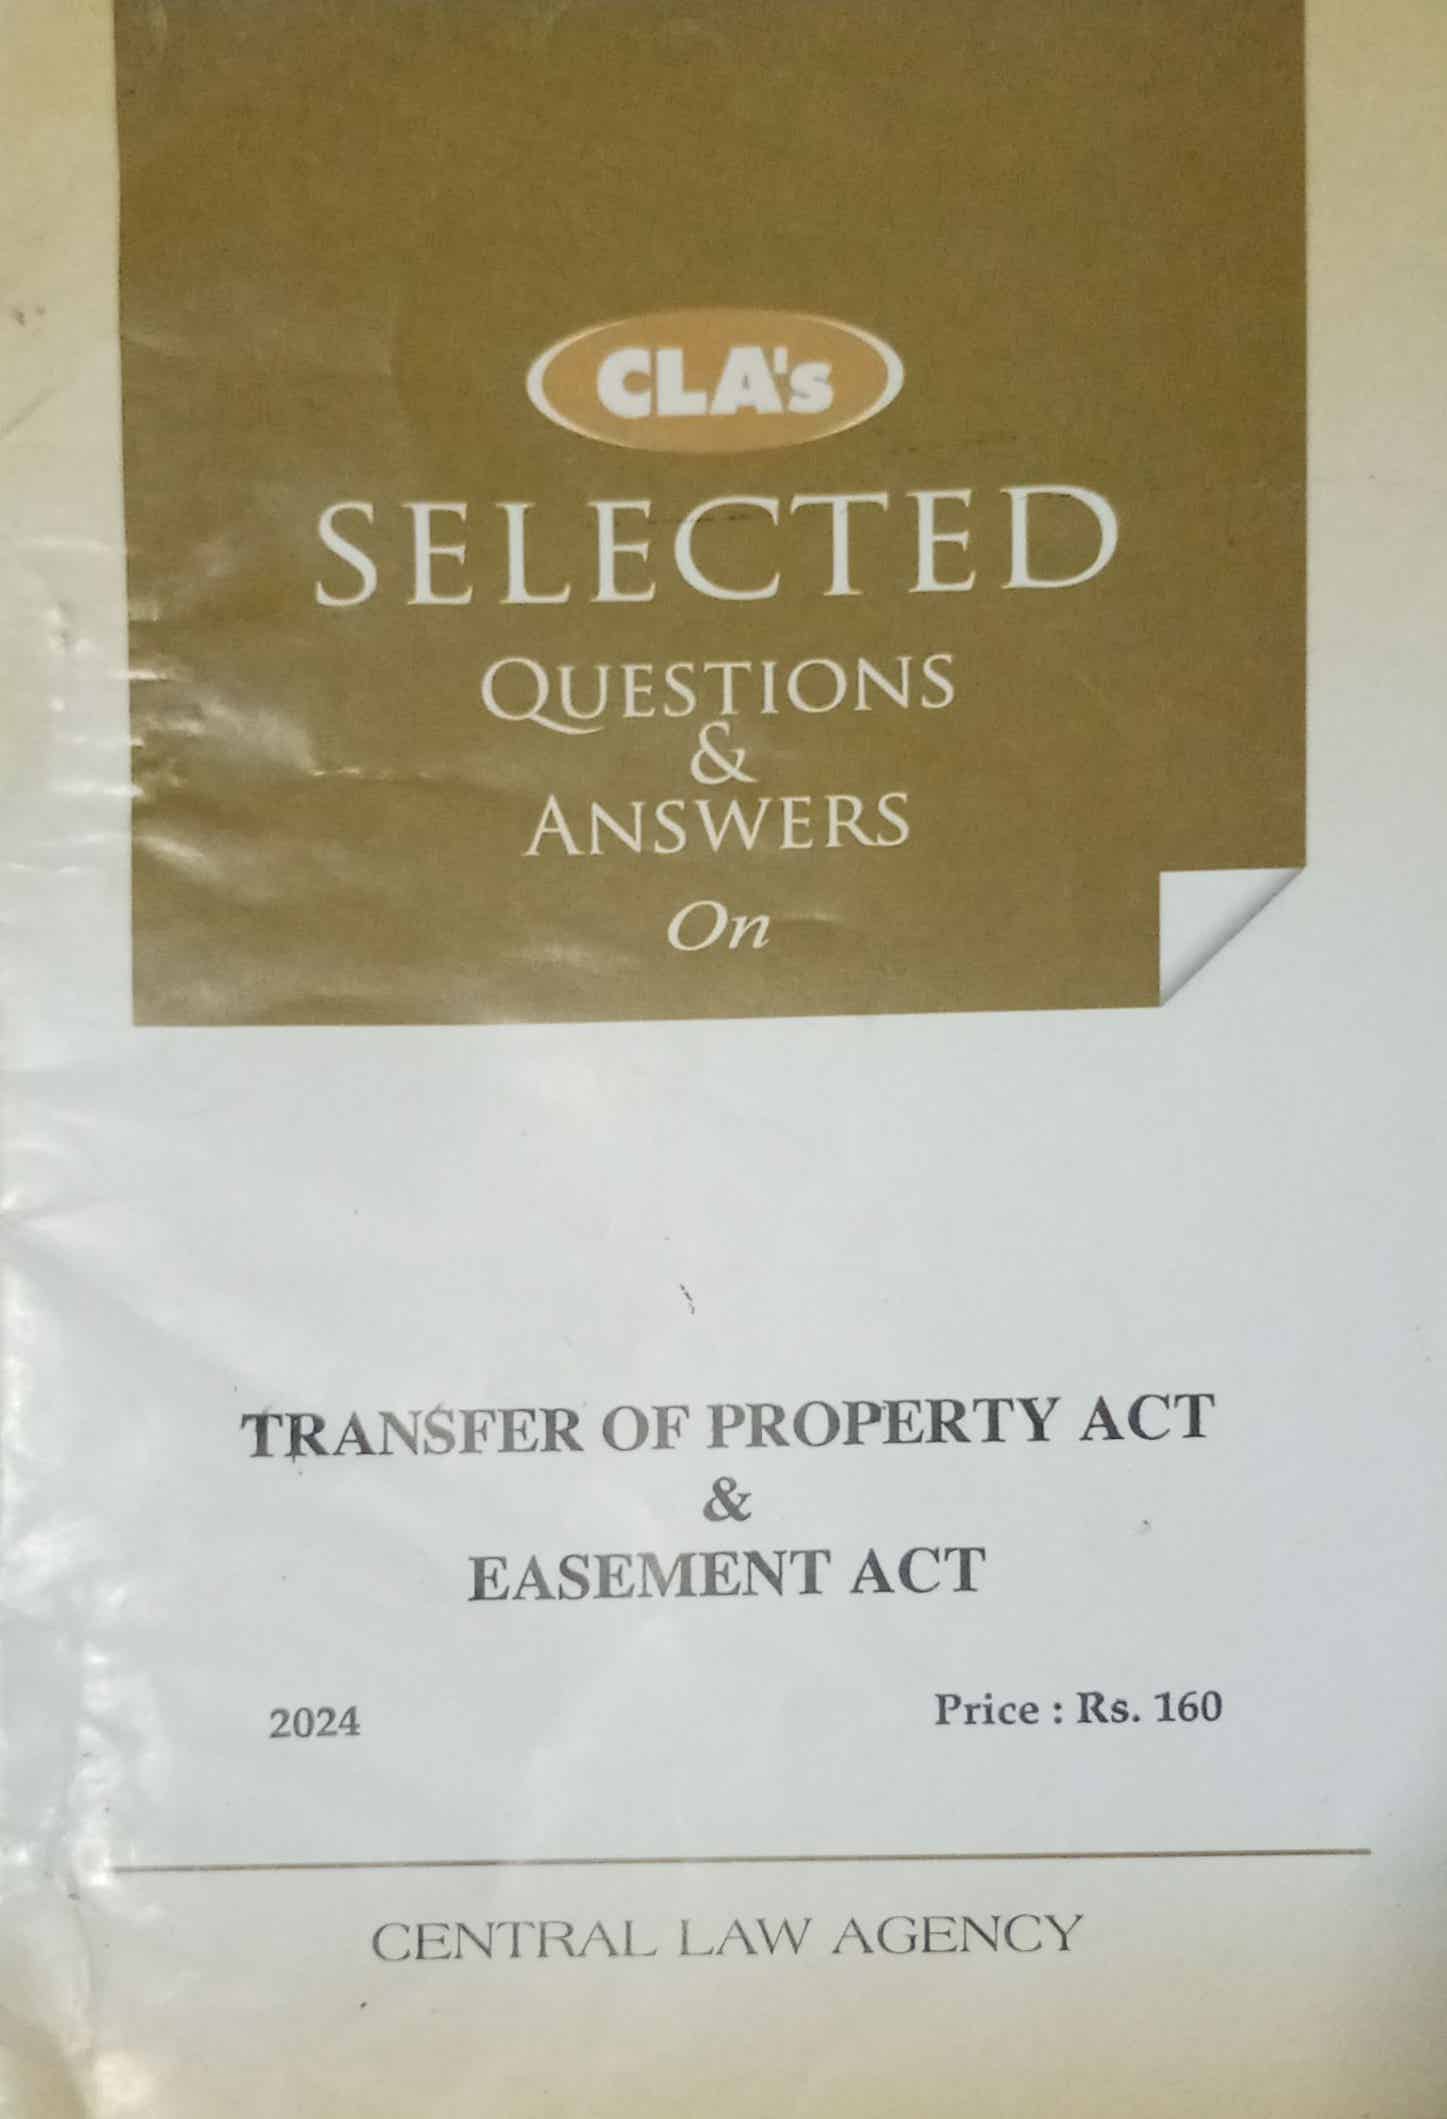 CLA's
SELECTED
QUESTIONS
&
ANSWERS
On
TRANSFER OF PROPERTY ACT
&
EASEMENT ACT
2024 Price : Rs. 160
CENTRAL LAW AGENCY